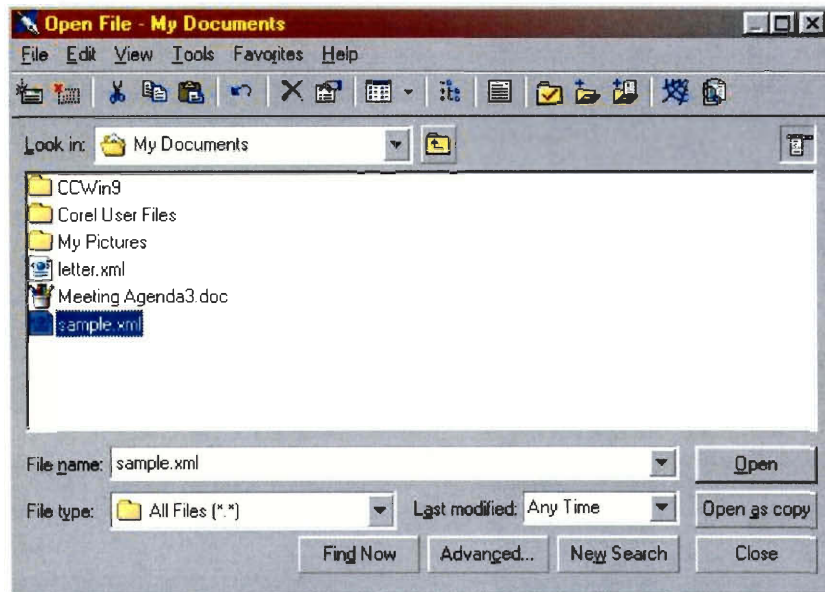 Open File - My Documents
File Edit View Tools Favorites Help
Look in: My Documents
CCWin9
Corel User Files
My Pictures
letter.xml
Meeting Agenda3.doc
sample.xml
File name: sample.xml Open
File type: All Files (*.*) Last modified: Any Time Open as copy
Find Now Advanced... New Search Close